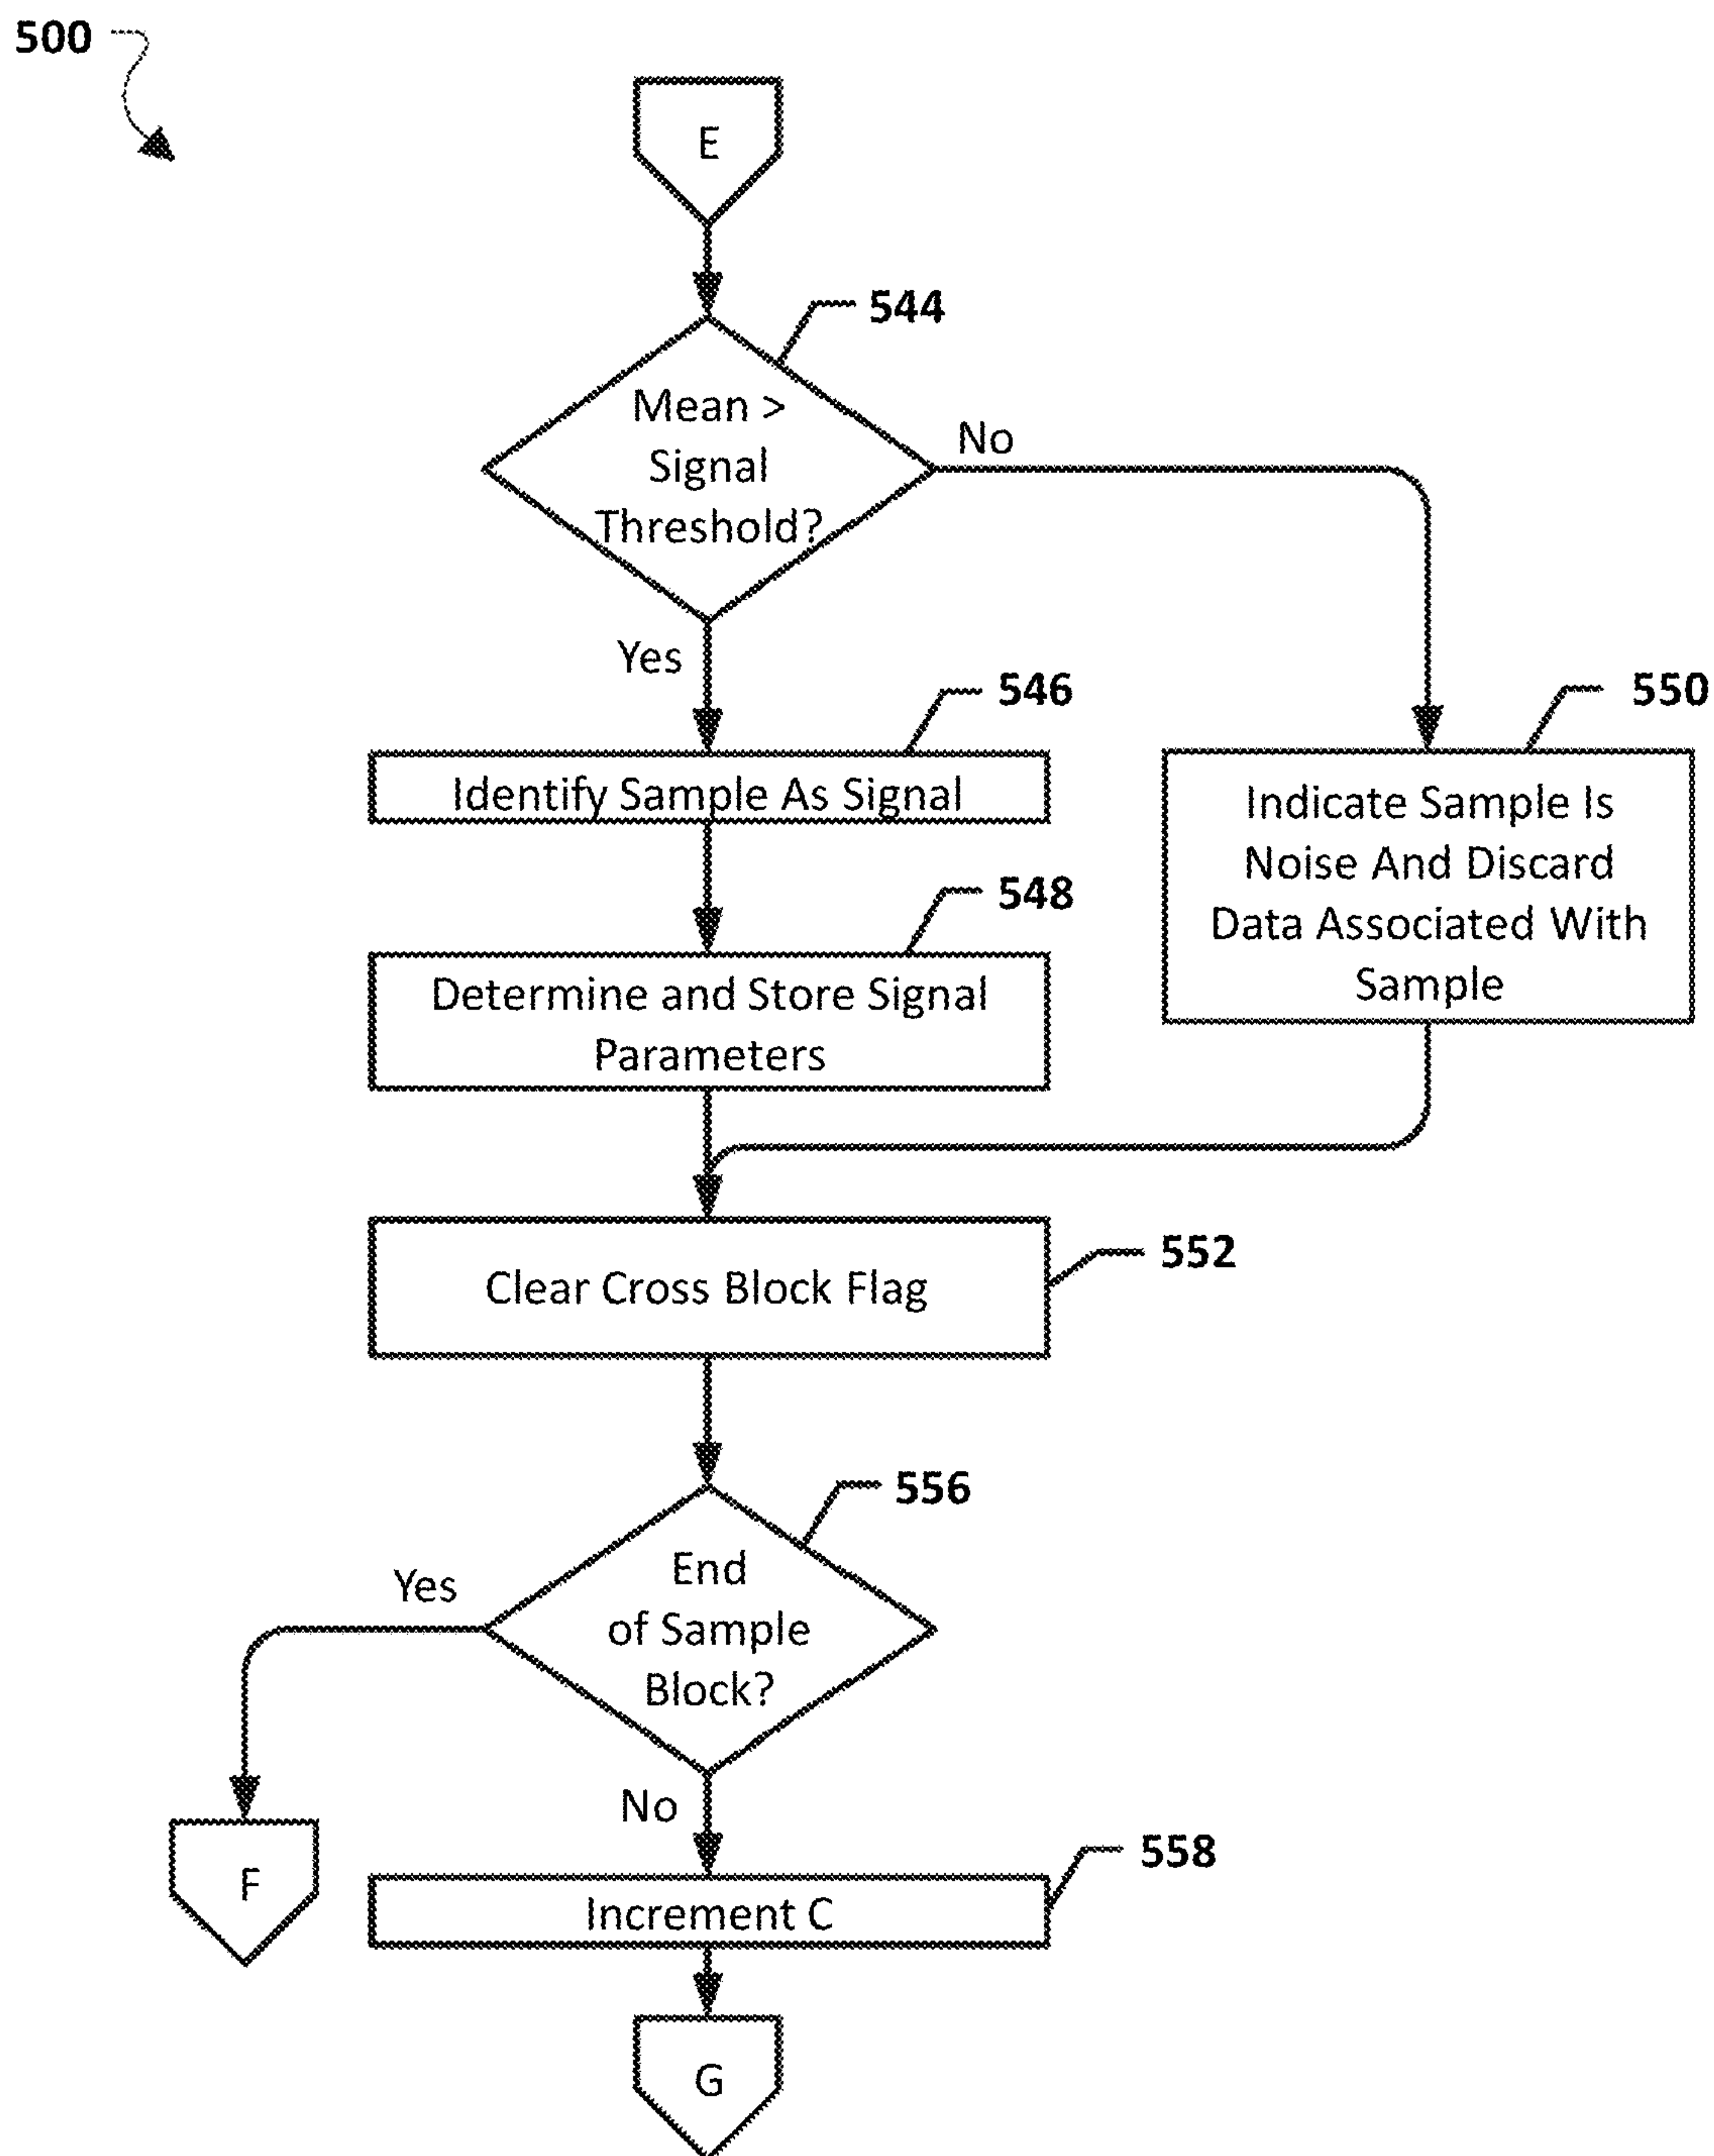 500
E
544
Mean >
Signal
Threshold?
No
Yes
546
Identify Sample As Signal
550
Indicate Sample Is
Noise And Discard
Data Associated With
Sample
548
Determine and Store Signal
Parameters
552
Clear Cross Block Flag
556
End
of Sample
Block?
Yes
No
F
558
Increment C
G